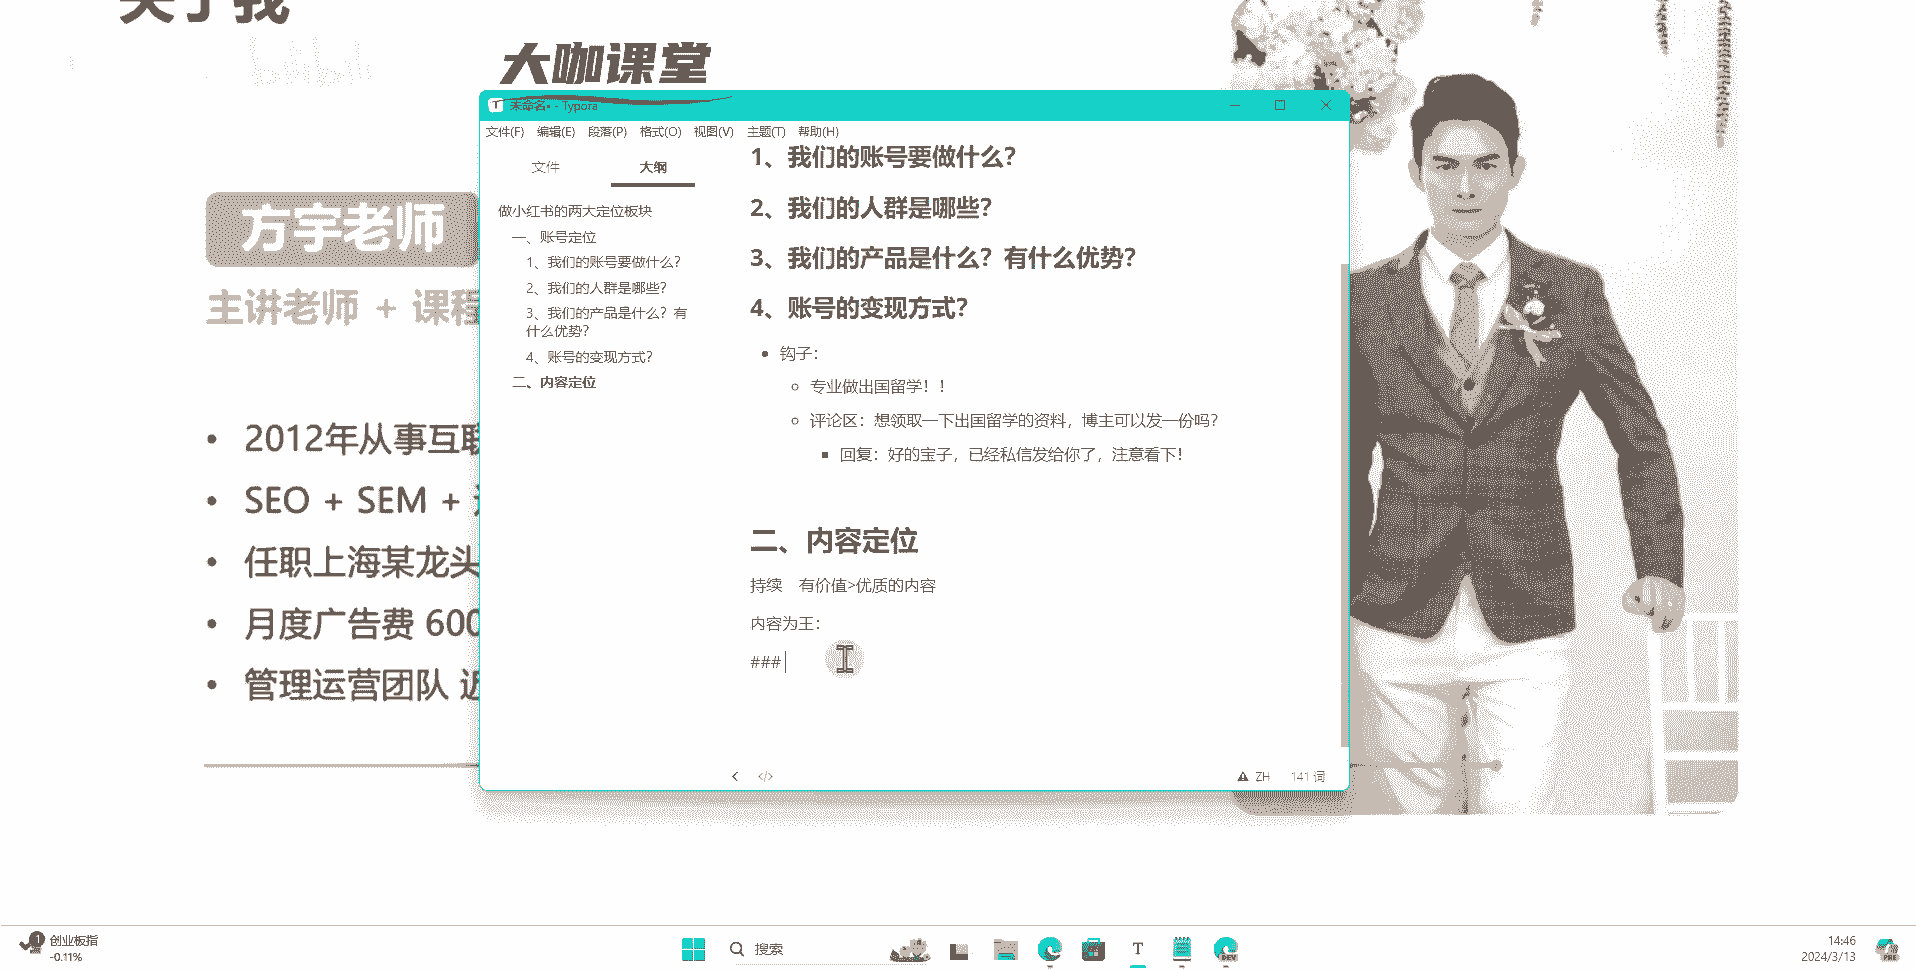 关于我
bilibili
大咖课堂
未命名• - Typora
文件(F) 编辑(E) 段落(P) 格式(O) 视图(V) 主题(T) 帮助(H)
文件 大纲
做小红书的两大定位板块
一、账号定位
1、我们的账号要做什么？
2、我们的人群是哪些？
3、我们的产品是什么？有
什么优势？
4、账号的变现方式？
二、内容定位
1、我们的账号要做什么？
2、我们的人群是哪些？
3、我们的产品是什么？有什么优势？
4、账号的变现方式？
• 钩子：
专业做出国留学！！
评论区：想领取一下出国留学的资料，博主可以发一份吗？
回复：好的宝子，已经私信发给你了，注意看下！
二、内容定位
持续 有价值>优质的内容
内容为王：
###
</> ZH 141 词
方宇老师
主讲老师 + 课程
• 2012年从事互联
• SEO + SEM +
• 任职上海某龙头
• 月度广告费 600
• 管理运营团队 近
1 创业板指
-0.11%
搜索
T
DEV
14:46
2024/3/13
PRE